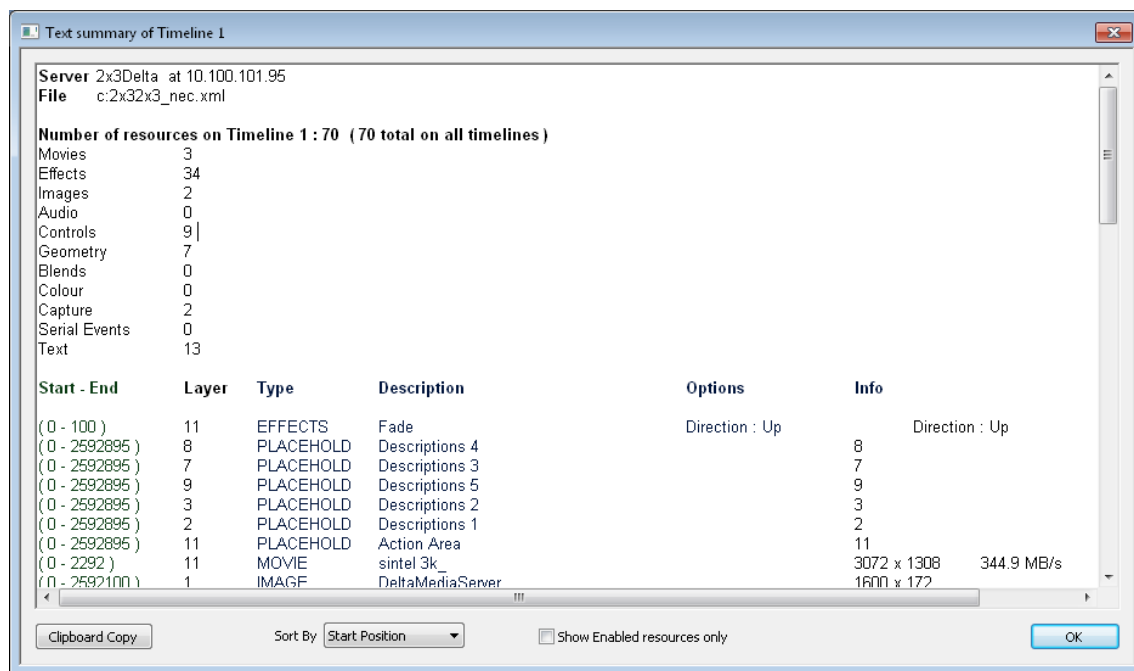 Text summary of Timeline 1
Server 2x3Delta at 10.100.101.95
File c:2x32x3_nec.xml
Number of resources on Timeline 1 : 70 ( 70 total on all timelines )
Movies 3
Effects 34
Images 2
Audio 0
Controls 9
Geometry 7
Blends 0
Colour 0
Capture 2
Serial Events 0
Text 13
Start - End Layer Type Description Options Info
( 0 - 100 ) 11 EFFECTS Fade Direction : Up Direction : Up
( 0 - 2592895 ) 8 PLACEHOLD Descriptions 4 8
( 0 - 2592895 ) 7 PLACEHOLD Descriptions 3 7
( 0 - 2592895 ) 9 PLACEHOLD Descriptions 5 9
( 0 - 2592895 ) 3 PLACEHOLD Descriptions 2 3
( 0 - 2592895 ) 2 PLACEHOLD Descriptions 1 2
( 0 - 2592895 ) 11 PLACEHOLD Action Area 11
( 0 - 2292 ) 11 MOVIE sintel 3k_ 3072 x 1308 344.9 MB/s
( 0 - 2592100 ) 1 IMAGE DeltaMediaServer 1600 x 172
Clipboard Copy Sort By Start Position Show Enabled resources only OK